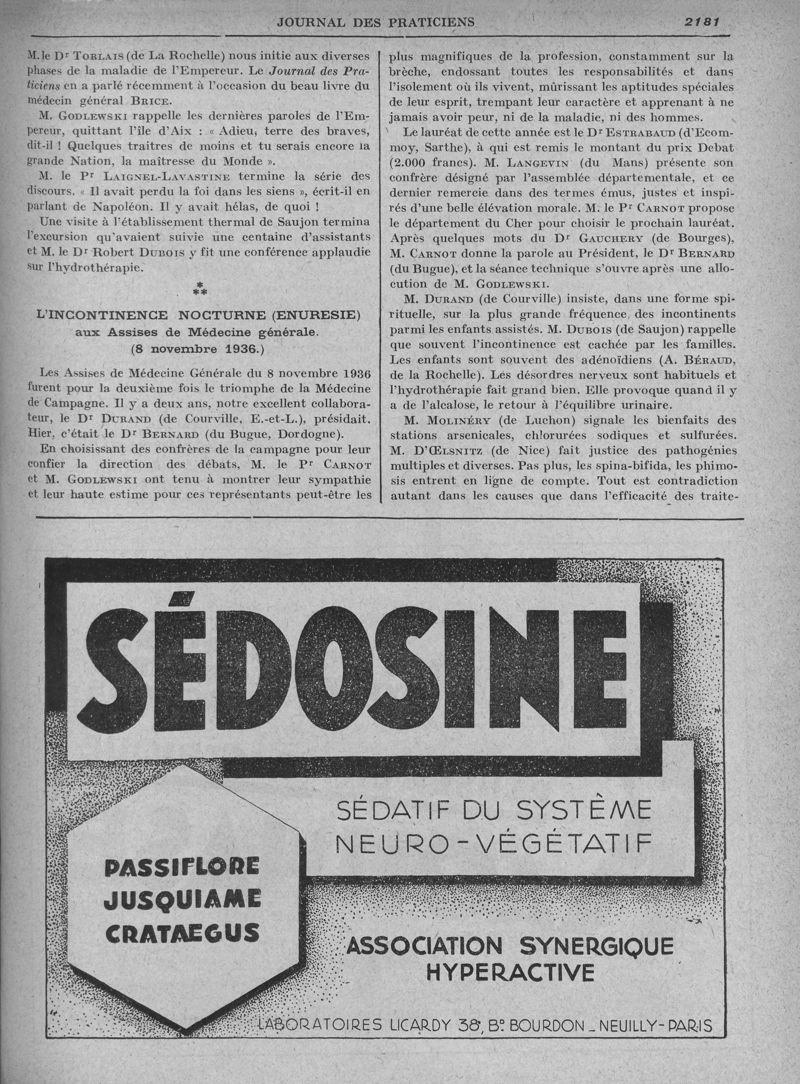 JOURNAL DES PRATICIENS 2181
M. le Dr TORLAIS (de La Rochelle) nous initie aux diverses
phases de la maladie de l'Empereur. Le Journal des Pra-
ticiens en a parlé récemment à l'occasion du beau livre du
médecin général BRICE.
M. GODLEWSKI rappelle les dernières paroles de l'Em-
pereur, quittant l'île d'Aix : « Adieu, terre des braves,
dit-il ! Quelques traitres de moins et tu serais encore la
grande Nation, la maîtresse du Monde ».
M. le Pr LAIGNEL-LAVASTINE termine la série des
discours. « Il avait perdu la foi dans les siens », écrit-il en
parlant de Napoléon. Il y avait hélas, de quoi !
Une visite à l'établissement thermal de Saujon termina
l'excursion qu'avaient suivie une centaine d'assistants
et M. le Dr Robert DUBOIS y fit une conférence applaudie
sur l'hydrothérapie.
*
**
L'INCONTINENCE NOCTURNE (ENURESIE)
aux Assises de Médecine générale.
(8 novembre 1936.)
Les Assises de Médecine Générale du 8 novembre 1936
furent pour la deuxième fois le triomphe de la Médecine
de Campagne. Il y a deux ans, notre excellent collabora-
teur, le Dr DURAND (de Courville, E.-et-L.), présidait.
Hier, c'était le Dr BERNARD (du Bugue, Dordogne).
En choisissant des confrères de la campagne pour leur
confier la direction des débats, M. le Pr CARNOT
et M. GODLEWSKI ont tenu à montrer leur sympathie
et leur haute estime pour ces représentants peut-être les
plus magnifiques de la profession, constamment sur la
brèche, endossant toutes les responsabilités et dans
l'isolement où ils vivent, mûrissant les aptitudes spéciales
de leur esprit, trempant leur caractère et apprenant à ne
jamais avoir peur, ni de la maladie, ni des hommes.
Le lauréat de cette année est le Dr ESTRABAUD (d'Ecom-
moy, Sarthe), à qui est remis le montant du prix Debat
(2.000 francs). M. LANGEVIN (du Mans) présente son
confrère désigné par l'assemblée départementale, et ce
dernier remercie dans des termes émus, justes et inspi-
rés d'une belle élévation morale. M. le Pr CARNOT propose
le département du Cher pour choisir le prochain lauréat.
Après quelques mots du Dr GAUCHERY (de Bourges),
M. CARNOT donne la parole au Président, le Dr BERNARD
(du Bugue), et la séance technique s'ouvre après une allo-
cution de M. GODLEWSKI.
M. DURAND (de Courville) insiste, dans une forme spi-
rituelle, sur la plus grande fréquence des incontinents
parmi les enfants assistés. M. DUBOIS (de Saujon) rappelle
que souvent l'incontinence est cachée par les familles.
Les enfants sont souvent des adénoïdiens (A. BÉRAUD,
de la Rochelle). Les désordres nerveux sont habituels et
l'hydrothérapie fait grand bien. Elle provoque quand il y
a de l'alcalose, le retour à l'équilibre urinaire.
M. MOLINÉRY (de Luchon) signale les bienfaits des
stations arsenicales, chlorurées sodiques et sulfurées.
M. D'ŒLSNITZ (de Nice) fait justice des pathogénies
multiples et diverses. Pas plus, les spina-bifida, les phimo-
sis entrent en ligne de compte. Tout est contradiction
autant dans les causes que dans l'efficacité des traite-
SÉDOSINE
SÉDATIF DU SYSTÈME
NEURO-VÉGÉTATIF
PASSIFLORE
JUSQUIAME
CRATAEGUS
ASSOCIATION SYNERGIQUE
HYPERACTIVE
LABORATOIRES LICARDY 38, Bº BOURDON _ NEUILLY-PARIS